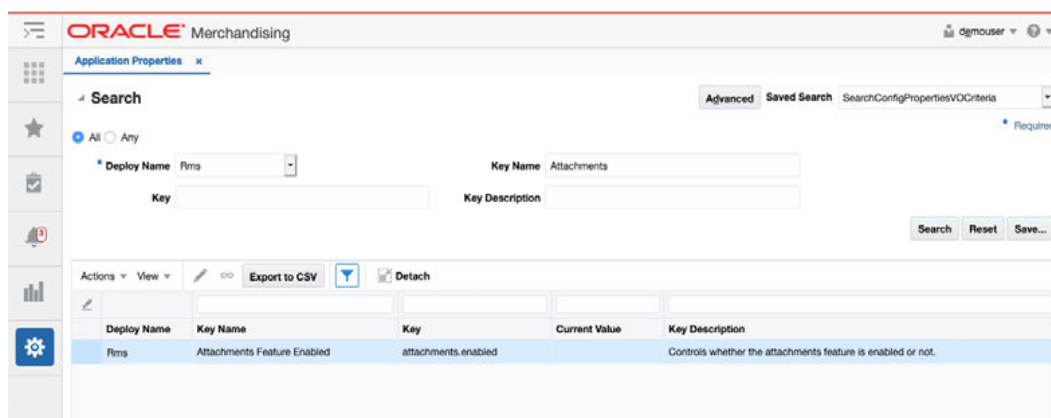 ORACLE Merchandising
demouser
Application Properties x
Search
Advanced Saved Search SearchConfigPropertiesVOCriteria
* Required
All Any
* Deploy Name Rms Key Name Attachments
Key Key Description
3
Search Reset Save...
Actions View Export to CSV Detach
Deploy Name Key Name Key Current Value Key Description
Rms Attachments Feature Enabled attachments.enabled Controls whether the attachments feature is enabled or not.